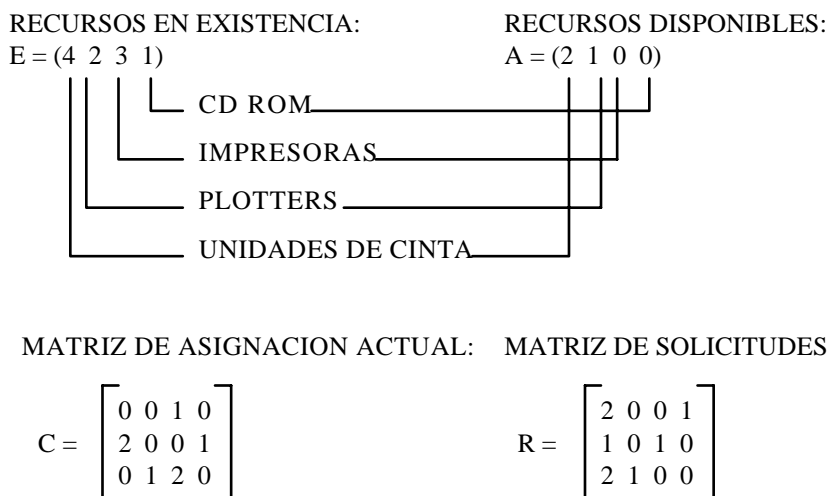 RECURSOS EN EXISTENCIA: RECURSOS DISPONIBLES:
E = (4 2 3 1) A = (2 1 0 0)
CD ROM
IMPRESORAS
PLOTTERS
UNIDADES DE CINTA
MATRIZ DE ASIGNACION ACTUAL: MATRIZ DE SOLICITUDES
0 0 1 0 2 0 0 1
C = 2 0 0 1 R = 1 0 1 0
0 1 2 0 2 1 0 0